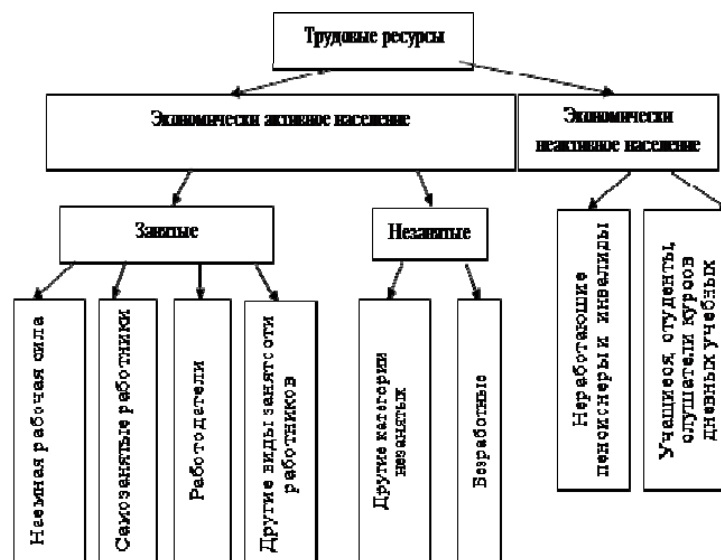 Трудовые ресурсы
Экономически активное население
Экономически
неактивное население
Занятые
Незанятые
Наемная рабочая сила
Самозанятые работники
Работодатели
Другие виды занятости
работников
Другие категории
незанятых
Безработные
Неработающие
пенсионеры и инвалиды
Учащиеся, студенты,
слушатели курсов
дневных учебных